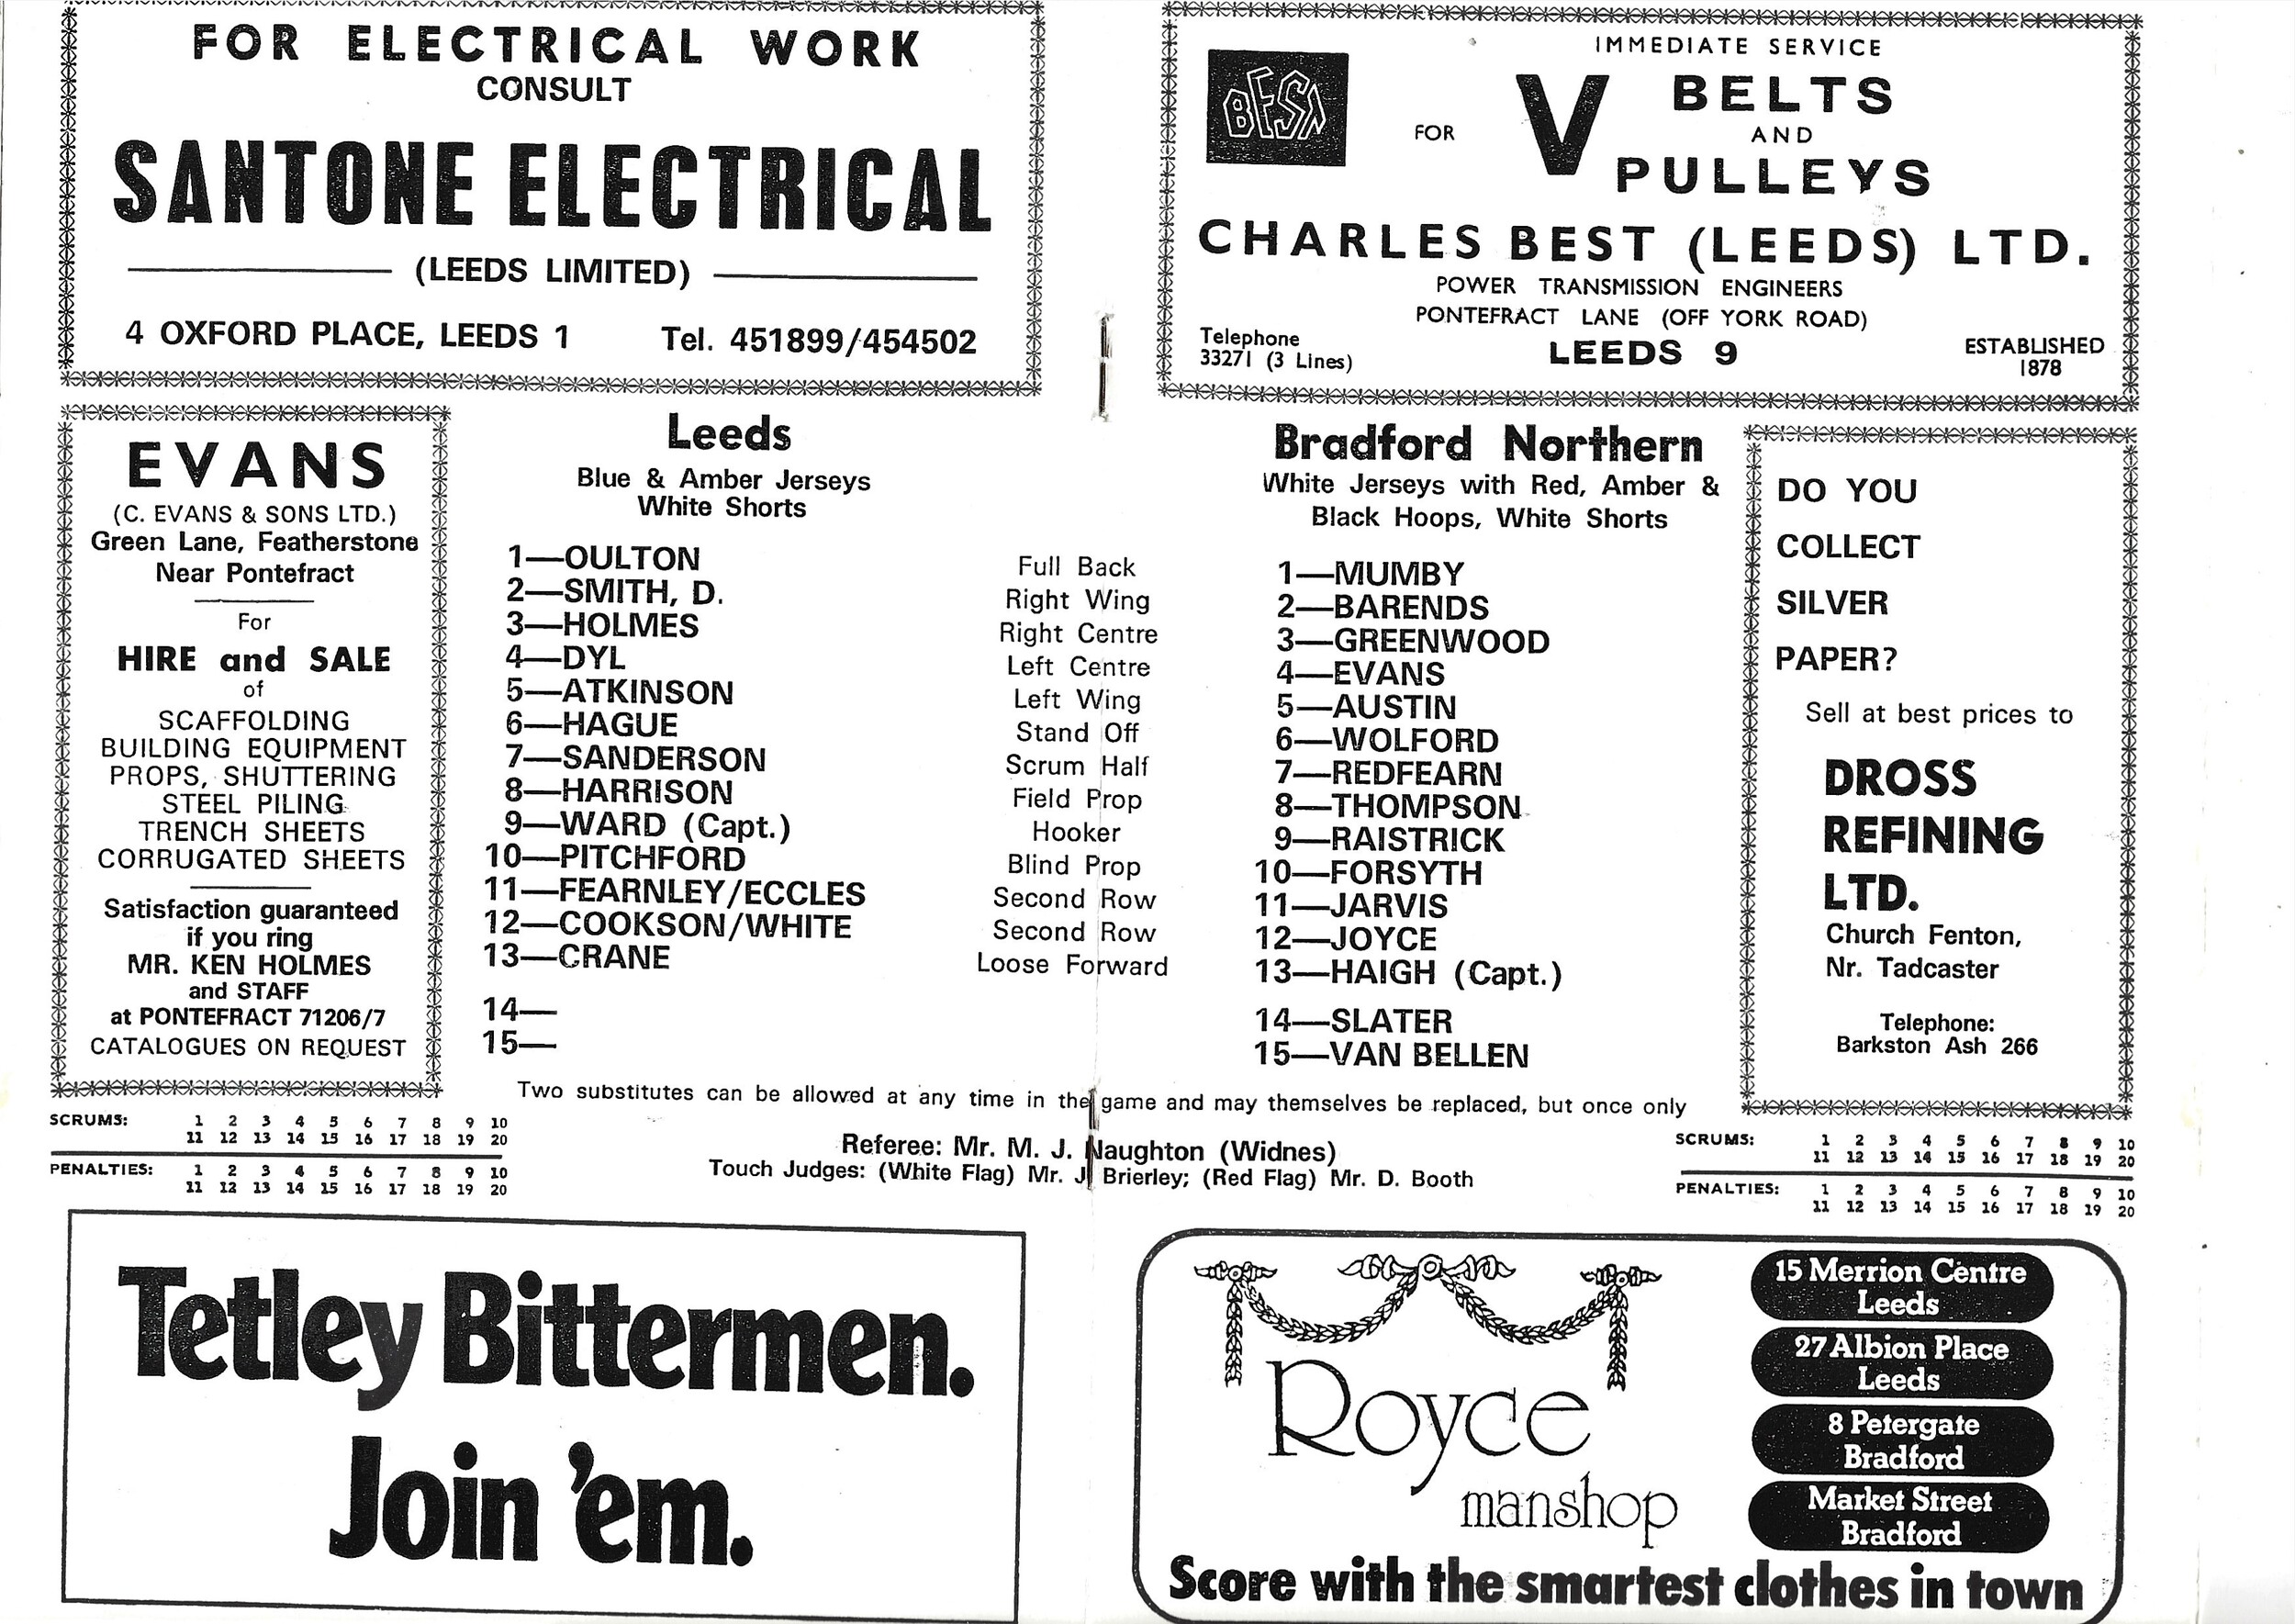 FOR ELECTRICAL WORK
CONSULT
SANTONE ELECTRICAL
(LEEDS LIMITED)
4 OXFORD PLACE, LEEDS 1 Tel. 451899/454502
IMMEDIATE SERVICE
BEST
FOR
V BELTS
AND
PULLEYS
CHARLES BEST (LEEDS) LTD.
POWER TRANSMISSION ENGINEERS
PONTEFRACT LANE (OFF YORK ROAD)
Telephone
33271 (3 Lines)
LEEDS 9
ESTABLISHED
1878
EVANS
(C. EVANS & SONS LTD.)
Green Lane, Featherstone
Near Pontefract
For
HIRE and SALE
of
SCAFFOLDING
BUILDING EQUIPMENT
PROPS, SHUTTERING
STEEL PILING
TRENCH SHEETS
CORRUGATED SHEETS
Satisfaction guaranteed
if you ring
MR. KEN HOLMES
and STAFF
at PONTEFRACT 71206/7
CATALOGUES ON REQUEST
Leeds
Blue & Amber Jerseys
White Shorts
1—OULTON
2—SMITH, D.
3—HOLMES
4—DYL
5—ATKINSON
6—HAGUE
7—SANDERSON
8—HARRISON
9—WARD (Capt.)
10—PITCHFORD
11—FEARNLEY/ECCLES
12—COOKSON/WHITE
13—CRANE
14—
15—
Full Back
Right Wing
Right Centre
Left Centre
Left Wing
Stand Off
Scrum Half
Field Prop
Hooker
Blind Prop
Second Row
Second Row
Loose Forward
Bradford Northern
White Jerseys with Red, Amber &
Black Hoops, White Shorts
1—MUMBY
2—BARENDS
3—GREENWOOD
4—EVANS
5—AUSTIN
6—WOLFORD
7—REDFEARN
8—THOMPSON
9—RAISTRICK
10—FORSYTH
11—JARVIS
12—JOYCE
13—HAIGH (Capt.)
14—SLATER
15—VAN BELLEN
DO YOU
COLLECT
SILVER
PAPER?
Sell at best prices to
DROSS
REFINING
LTD.
Church Fenton,
Nr. Tadcaster
Telephone:
Barkston Ash 266
Two substitutes can be allowed at any time in the game and may themselves be replaced, but once only
Referee: Mr. M. J. Naughton (Widnes)
Touch Judges: (White Flag) Mr. J. Brierley; (Red Flag) Mr. D. Booth
SCRUMS: 1 2 3 4 5 6 7 8 9 10
11 12 13 14 15 16 17 18 19 20
PENALTIES: 1 2 3 4 5 6 7 8 9 10
11 12 13 14 15 16 17 18 19 20
SCRUMS: 1 2 3 4 5 6 7 8 9 10
11 12 13 14 15 16 17 18 19 20
PENALTIES: 1 2 3 4 5 6 7 8 9 10
11 12 13 14 15 16 17 18 19 20
Tetley Bittermen.
Join 'em.
Royce
manshop
15 Merrion Centre
Leeds
27 Albion Place
Leeds
8 Petergate
Bradford
Market Street
Bradford
Score with the smartest clothes in town